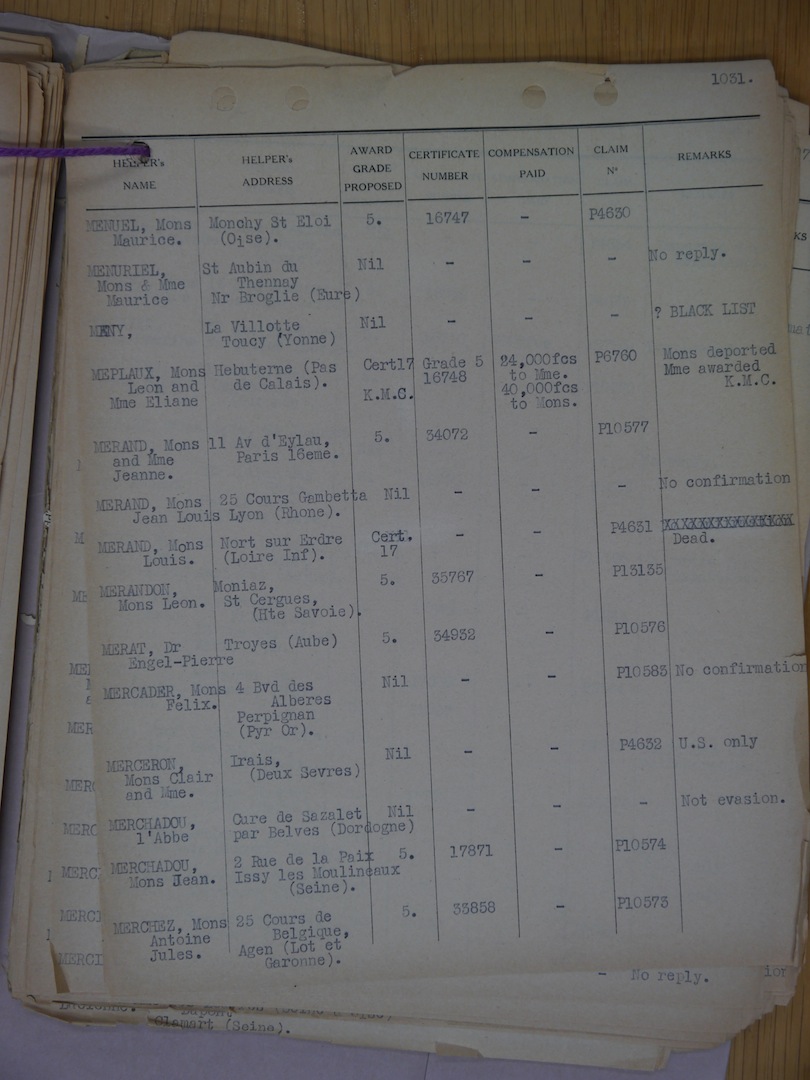 1031.
HELPER's NAME | HELPER's ADDRESS | AWARD GRADE PROPOSED | CERTIFICATE NUMBER | COMPENSATION PAID | CLAIM N° | REMARKS
MENUEL, Mons Monchy St Eloi 5. 16747 - P4630
Maurice. (Oise).
MENURIEL, St Aubin du Nil - - - No reply.
Mons & Mme Thennay
Maurice Nr Broglie (Eure)
MENY, La Villotte Nil - - - ? BLACK LIST
Toucy (Yonne)
MEPLAUX, Mons Hebuterne (Pas Cert17 Grade 5 24,000fcs P6760 Mons deported
Leon and de Calais). 16748 to Mme. Mme awarded
Mme Eliane K.M.C. 40,000fcs K.M.C.
to Mons.
MERAND, Mons 11 Av d'Eylau, 5. 34072 - P10577
and Mme Paris 16eme.
Jeanne.
MERAND, Mons 25 Cours Gambetta Nil - - - No confirmation
Jean Louis Lyon (Rhone).
MERAND, Mons Nort sur Erdre Cert. - - P4631 XXXXXXXXXXXXXXXX
Louis. (Loire Inf). 17 Dead.
MERANDON, Moniaz, 5. 35767 - P13135
Mons Leon. St Cergues,
(Hte Savoie).
MERAT, Dr Troyes (Aube) 5. 34932 - P10576
Engel-Pierre
MERCADER, Mons 4 Bvd des Nil - - P10583 No confirmation
Felix. Alberes
Perpignan
(Pyr Or).
MERCERON, Irais, Nil - - P4632 U.S. only
Mons Clair (Deux Sevres)
and Mme.
MERCHADOU, Cure de Sazalet Nil - - - Not evasion.
l'Abbe par Belves (Dordogne)
MERCHADOU, 2 Rue de la Paix 5. 17871 - P10574
Mons Jean. Issy les Moulineaux
(Seine).
MERCHEZ, Mons 25 Cours de 5. 33858 - P10573
Antoine Belgique,
Jules. Agen (Lot et
Garonne).
- No reply.
Dupont
Clamart (Seine).